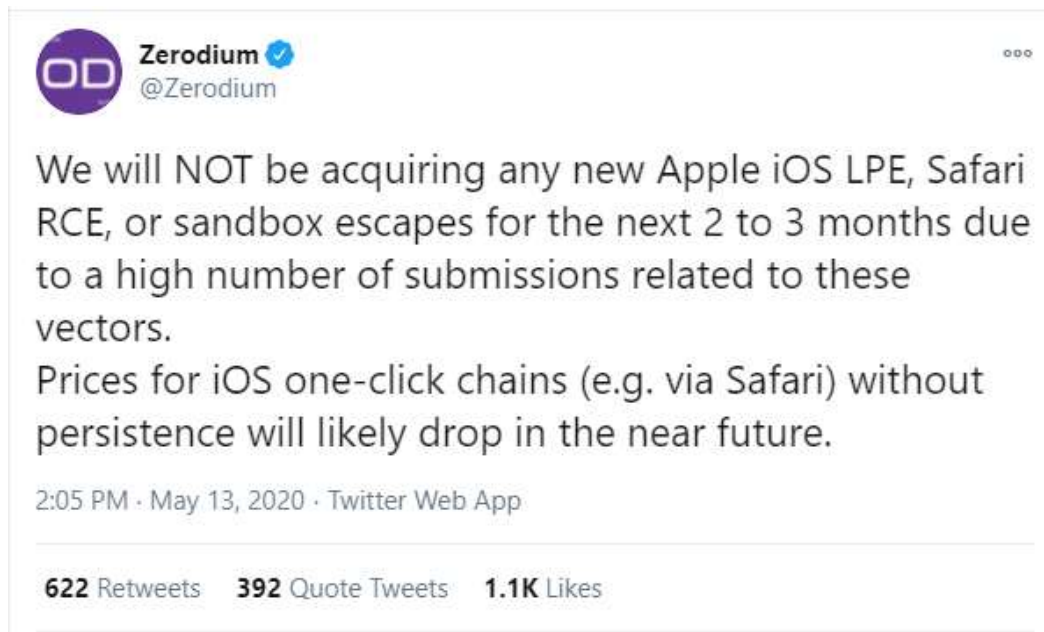 OD
Zerodium
@Zerodium
We will NOT be acquiring any new Apple iOS LPE, Safari
RCE, or sandbox escapes for the next 2 to 3 months due
to a high number of submissions related to these
vectors.
Prices for iOS one-click chains (e.g. via Safari) without
persistence will likely drop in the near future.
2:05 PM · May 13, 2020 · Twitter Web App
622 Retweets 392 Quote Tweets 1.1K Likes